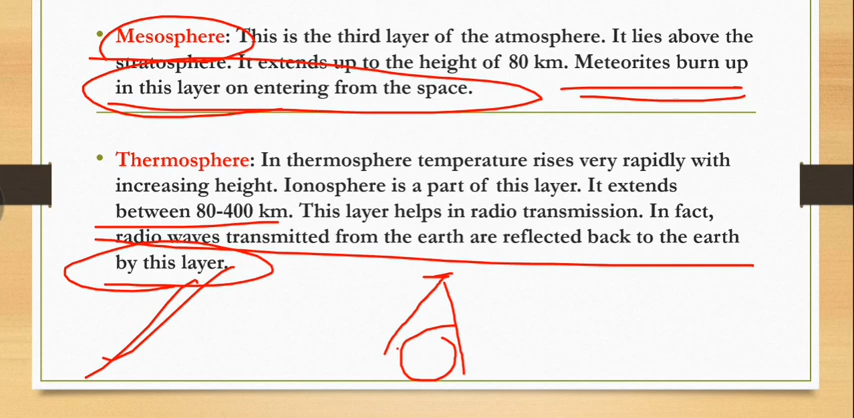 • Mesosphere: This is the third layer of the atmosphere. It lies above the
stratosphere. It extends up to the height of 80 km. Meteorites burn up
in this layer on entering from the space.
• Thermosphere: In thermosphere temperature rises very rapidly with
increasing height. Ionosphere is a part of this layer. It extends
between 80-400 km. This layer helps in radio transmission. In fact,
radio waves transmitted from the earth are reflected back to the earth
by this layer.